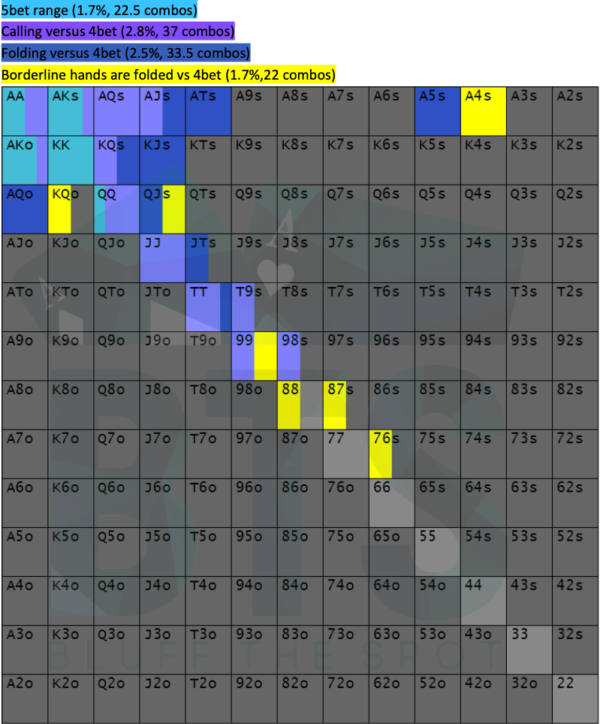 5bet range (1.7%, 22.5 combos)
Calling versus 4bet (2.8%, 37 combos)
Folding versus 4bet (2.5%, 33.5 combos)
Borderline hands are folded vs 4bet (1.7%,22 combos)
AA AKs AQs AJs ATs A9s A8s A7s A6s A5s A4s A3s A2s
AKo KK KQs KJs KTs K9s K8s K7s K6s K5s K4s K3s K2s
AQo KQo QQ QJs QTs Q9s Q8s Q7s Q6s Q5s Q4s Q3s Q2s
AJo KJo QJo JJ JTs J9s J8s J7s J6s J5s J4s J3s J2s
ATo KTo QTo JTo TT T9s T8s T7s T6s T5s T4s T3s T2s
A9o K9o Q9o J9o T9o 99 98s 97s 96s 95s 94s 93s 92s
A8o K8o Q8o J8o T8o 98o 88 87s 86s 85s 84s 83s 82s
A7o K7o Q7o J7o T7o 97o 87o 77 76s 75s 74s 73s 72s
A6o K6o Q6o J6o T6o 96o 86o 76o 66 65s 64s 63s 62s
A5o K5o Q5o J5o T5o 95o 85o 75o 65o 55 54s 53s 52s
A4o K4o Q4o J4o T4o 94o 84o 74o 64o 54o 44 43s 42s
A3o K3o Q3o J3o T3o 93o 83o 73o 63o 53o 43o 33 32s
A2o K2o Q2o J2o T2o 92o 82o 72o 62o 52o 42o 32o 22
BTS
BLUFF THE SPOT